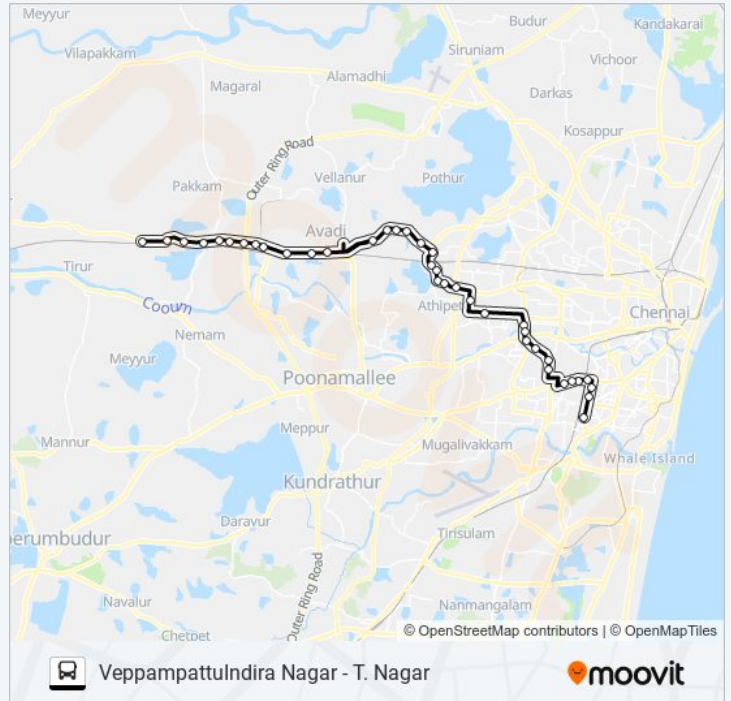 Meyyur
Vilapakkam
Magaral
Alamadhi
Siruniam
Budur
Kandakarai
Vichoor
Darkas
Kosappur
Outer Ring Road
Pakkam
Vellanur
Pothur
Avadi
Tirur
Cooum
Athipet
Chennai
Nemam
Meyyur
Poonamallee
Meppur
Mugalivakkam
Mannur
Kundrathur
Whale Island
Daravur
Tirisulam
perumbudur
Outer Ring Road
Navalur
Nanmangalam
Chetpet
© OpenStreetMap contributors | © OpenMapTiles
VeppampattuIndira Nagar - T. Nagar
moovit